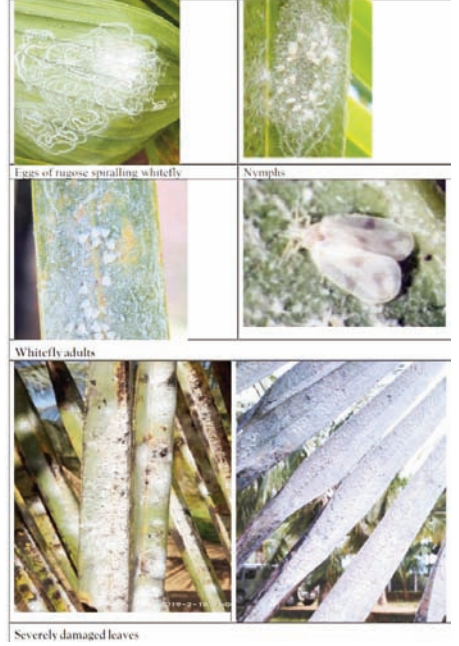 Eggs of rugose spiralling whitefly
Nymphs
Whitefly adults
Severely damaged leaves